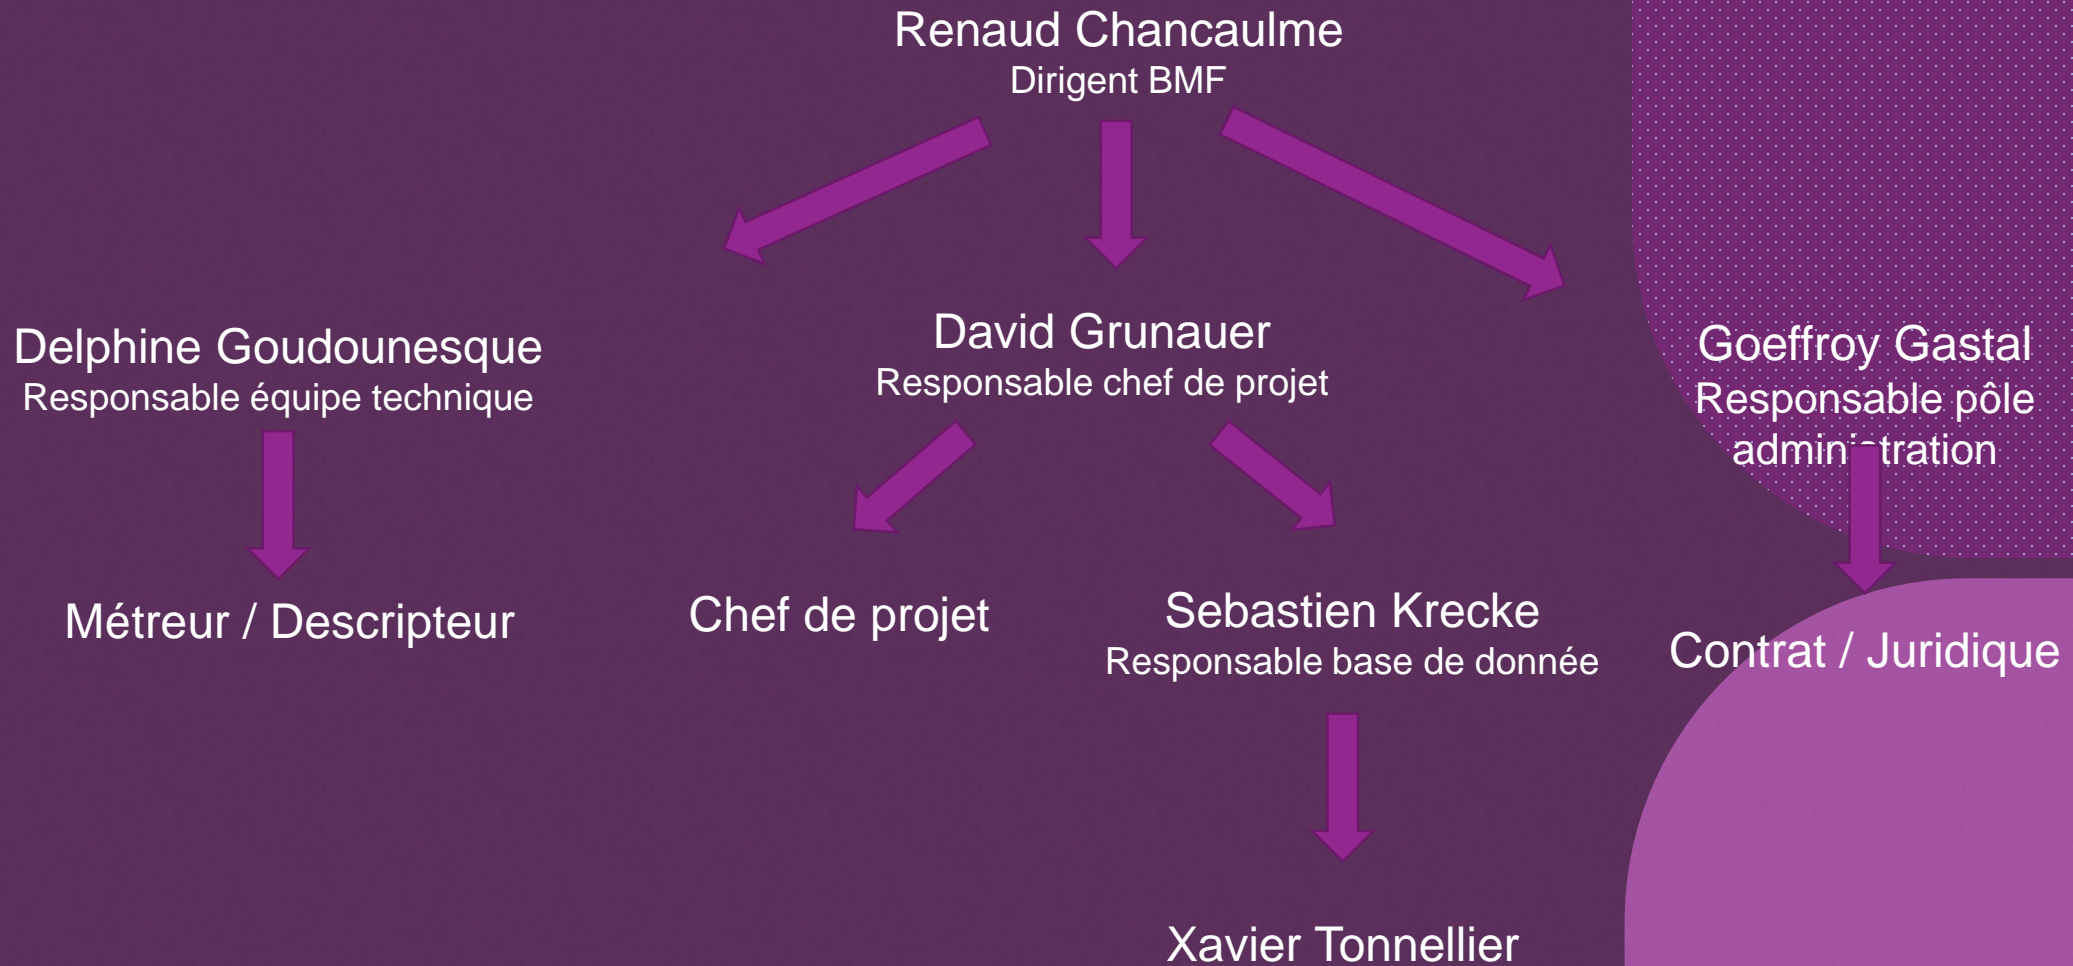 Renaud Chancaulme
Dirigent BMF
Delphine Goudounesque
Responsable équipe technique
David Grunauer
Responsable chef de projet
Goeffroy Gastal
Responsable pôle
administration
Métreur / Descripteur
Chef de projet
Sebastien Krecke
Responsable base de donnée
Contrat / Juridique
Xavier Tonnellier